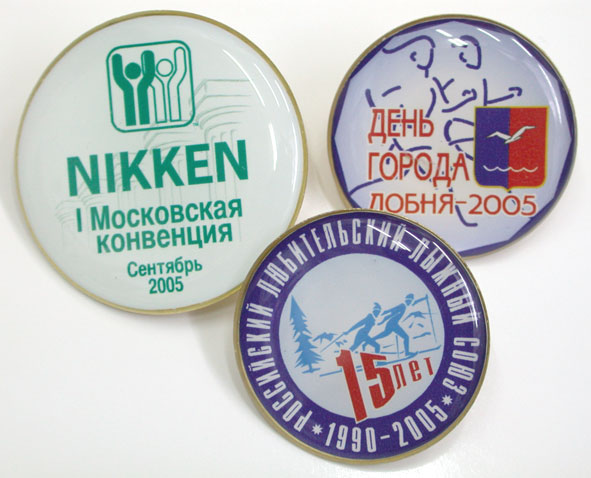 NIKKEN
I Московская
конвенция
Сентябрь
2005
ДЕНЬ
ГОРОДА
ЛОБНЯ-2005
РОССИЙСКИЙ ЛЮБИТЕЛЬСКИЙ ЛЫЖНЫЙ СОЮЗ
15 лет
* 1990-2005 *